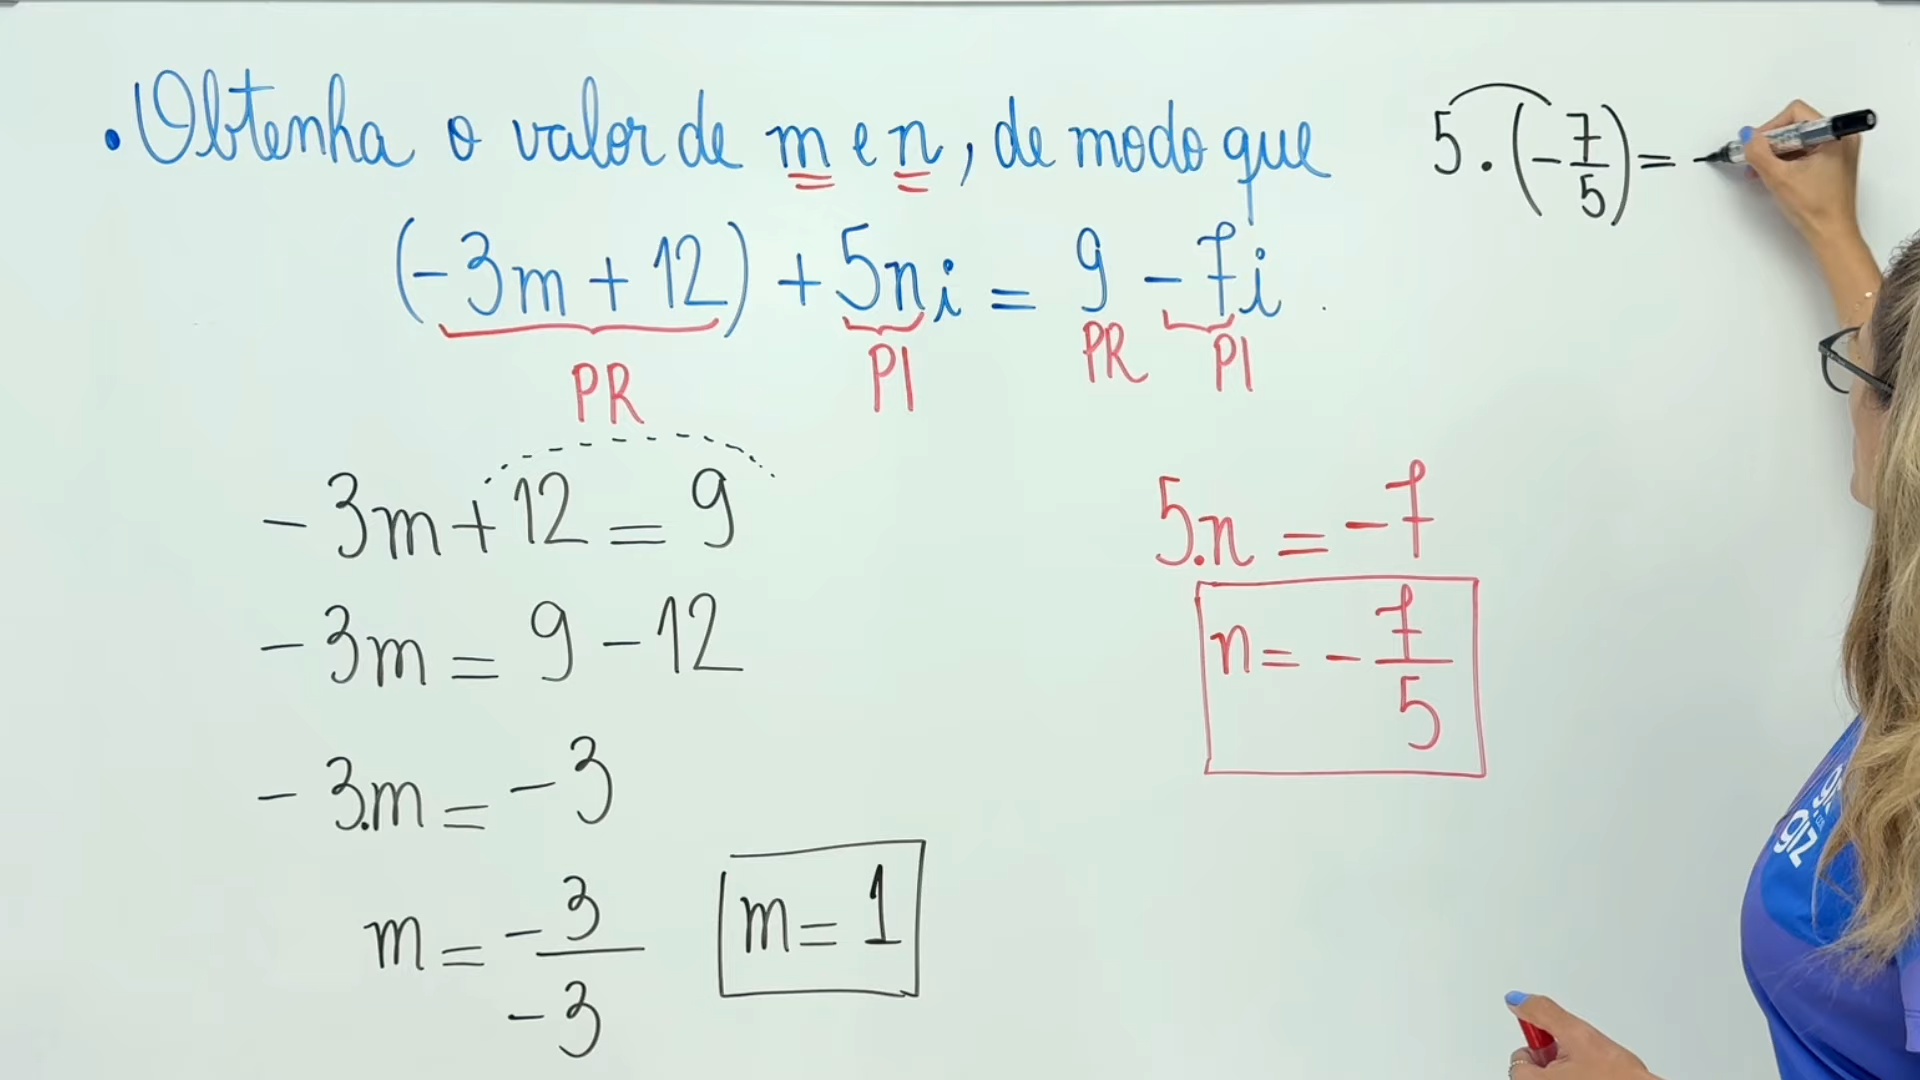 • Obtenha o valor de m e n, de modo que
(-3m + 12) + 5ni = 9 - 7i
PR PI PR PI
-3m + 12 = 9
-3m = 9 - 12
-3.m = -3
m = -3/-3
m = 1
5.n = -7
n = -7/5
5 . (-7/5) = -
giz